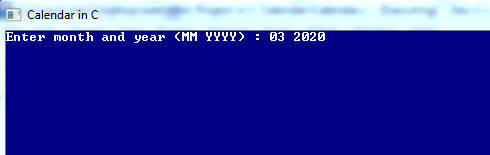 Calendar in C
Enter month and year (MM YYYY) : 03 2020